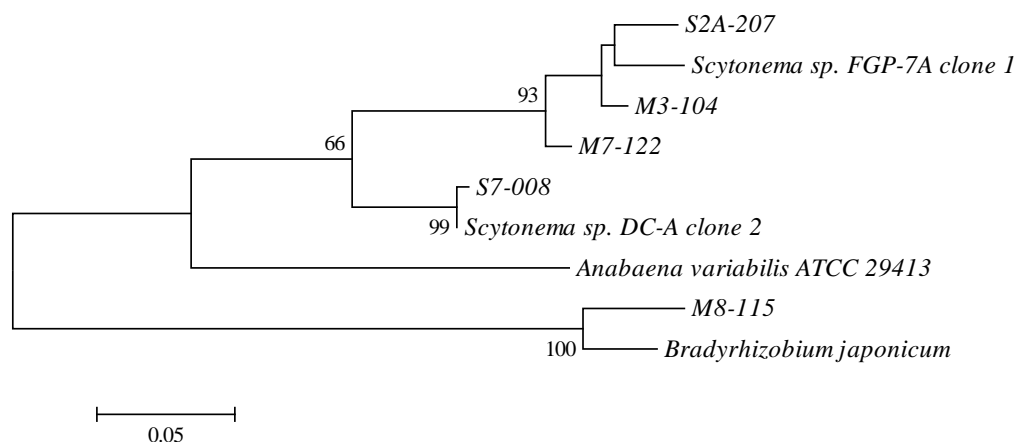 S2A-207
Scytonema sp. FGP-7A clone 1
93
M3-104
66
M7-122
S7-008
99
Scytonema sp. DC-A clone 2
Anabaena variabilis ATCC 29413
M8-115
100
Bradyrhizobium japonicum
0.05